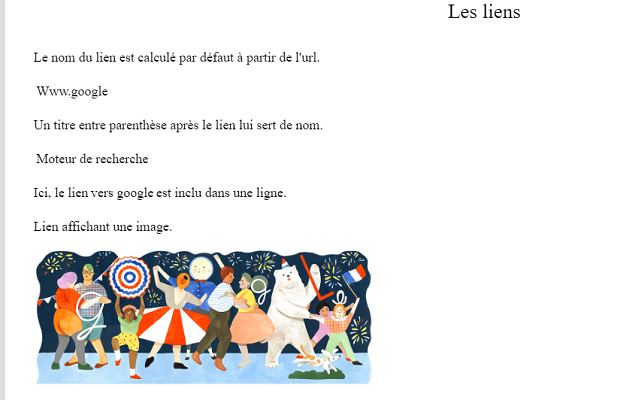 Les liens
Le nom du lien est calculé par défaut à partir de l'url.
Www.google
Un titre entre parenthèse après le lien lui sert de nom.
Moteur de recherche
Ici, le lien vers google est inclu dans une ligne.
Lien affichant une image.